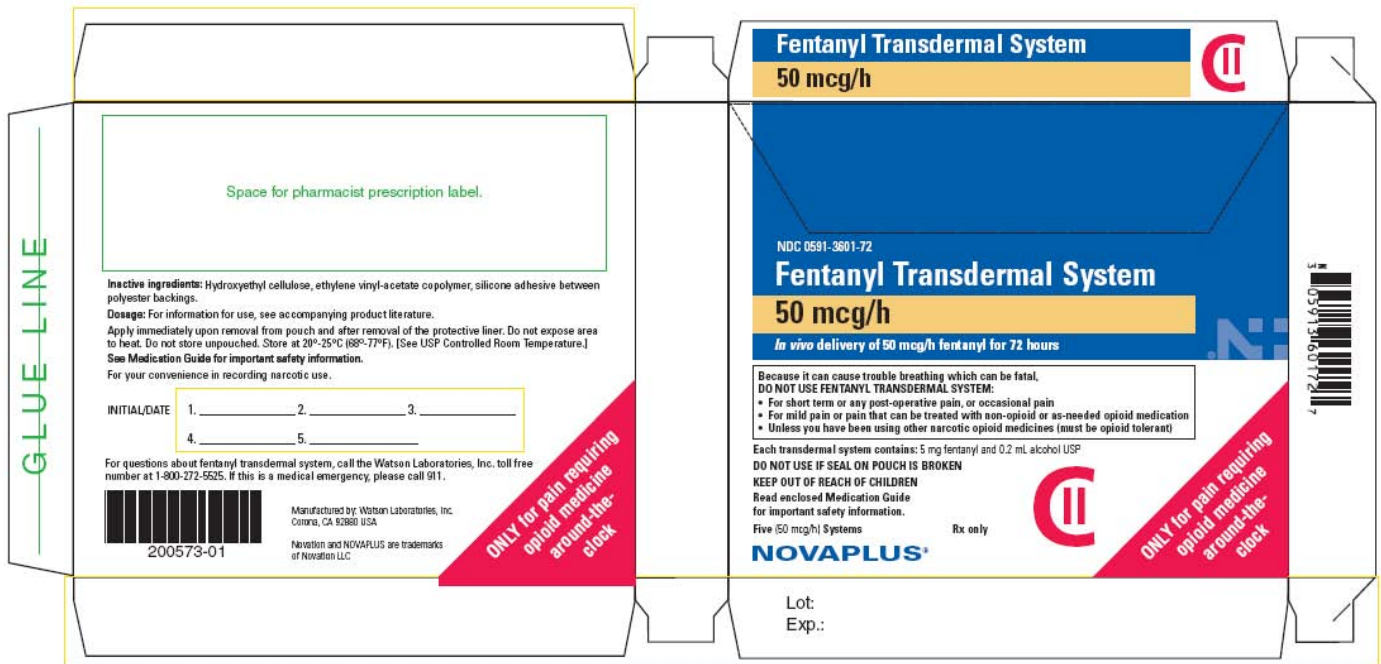 GLUE LINE
Space for pharmacist prescription label.
Inactive ingredients: Hydroxyethyl cellulose, ethylene vinyl-acetate copolymer, silicone adhesive between
polyester backings.
Dosage: For information for use, see accompanying product literature.
Apply immediately upon removal from pouch and after removal of the protective liner. Do not expose area
to heat. Do not store unpouched. Store at 20º-25ºC (68º-77ºF). [See USP Controlled Room Temperature.]
See Medication Guide for important safety information.
For your convenience in recording narcotic use.
INITIAL/DATE 1. ____ 2. ____ 3. ____
4. ____ 5. ____
For questions about fentanyl transdermal system, call the Watson Laboratories, Inc. toll free
number at 1-800-272-5525. If this is a medical emergency, please call 911.
200573-01
Manufactured by: Watson Laboratories, Inc.
Corona, CA 92880 USA
Novation and NOVAPLUS are trademarks
of Novation LLC
ONLY for pain requiring
opioid medicine
around-the-
clock
Fentanyl Transdermal System
50 mcg/h
CII
NDC 0591-3601-72
Fentanyl Transdermal System
50 mcg/h
In vivo delivery of 50 mcg/h fentanyl for 72 hours
N
Because it can cause trouble breathing which can be fatal,
DO NOT USE FENTANYL TRANSDERMAL SYSTEM:
• For short term or any post-operative pain, or occasional pain
• For mild pain or pain that can be treated with non-opioid or as-needed opioid medication
• Unless you have been using other narcotic opioid medicines (must be opioid tolerant)
Each transdermal system contains: 5 mg fentanyl and 0.2 mL alcohol USP
DO NOT USE IF SEAL ON POUCH IS BROKEN
KEEP OUT OF REACH OF CHILDREN
Read enclosed Medication Guide
for important safety information.
Five (50 mcg/h) Systems Rx only
NOVAPLUS®
CII
ONLY for pain requiring
opioid medicine
around-the-
clock
Lot:
Exp.:
N 3 0591360172 7